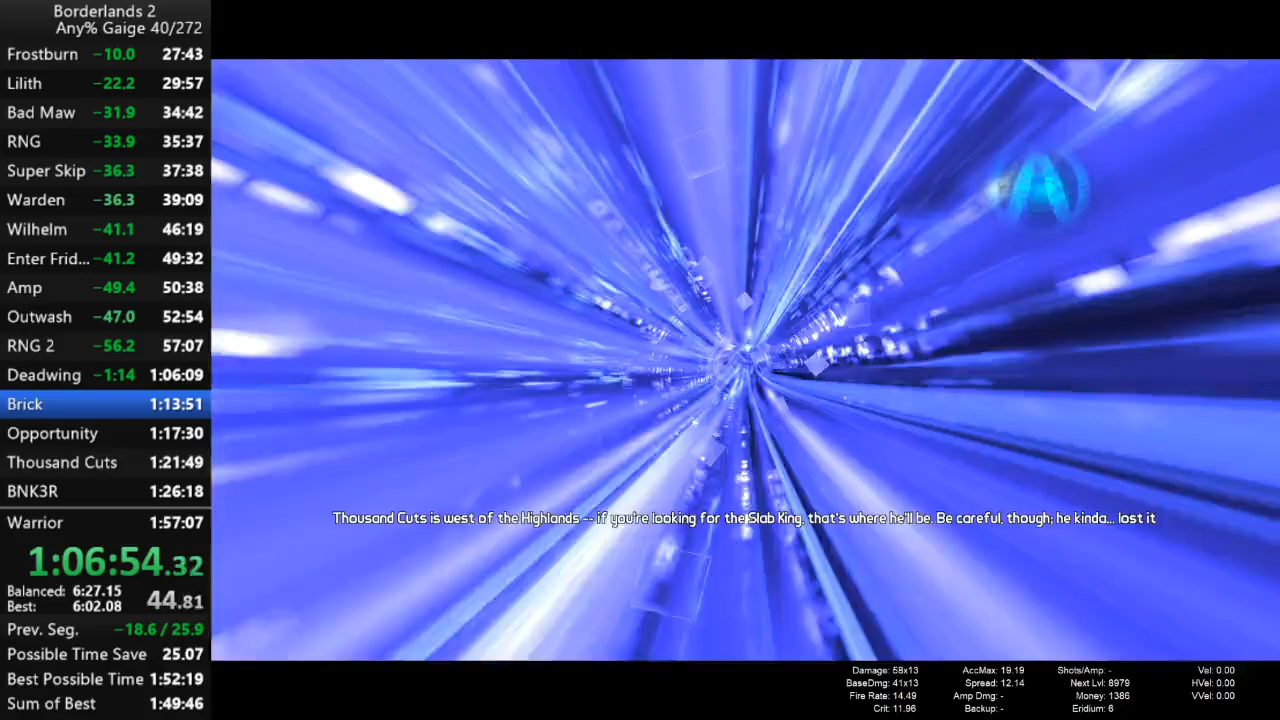 Borderlands 2
Any% Gaige 40/272
Frostburn −10.0 27:43
Lilith −22.2 29:57
Bad Maw −31.9 34:42
RNG −33.9 35:37
Super Skip −36.3 37:38
Warden −36.3 39:09
Wilhelm −41.1 46:19
Enter Frid... −41.2 49:32
Amp −49.4 50:38
Outwash −47.0 52:54
RNG 2 −56.2 57:07
Deadwing −1:14 1:06:09
Brick 1:13:51
Opportunity 1:17:30
Thousand Cuts 1:21:49
BNK3R 1:26:18
Warrior 1:57:07
1:06:54.32
Balanced: 6:27.15
Best: 6:02.08
44.81
Prev. Seg. −18.6 / 25.9
Possible Time Save 25.07
Best Possible Time 1:52:19
Sum of Best 1:49:46
Thousand Cuts is west of the Highlands -- if you're looking for the Slab King, that's where he'll be. Be careful, though; he kinda... lost it
Damage: 58x13 AccMax: 19.19 Shots/Amp: - Vel: 0.00
BaseDmg: 41x13 Spread: 12.14 Next Lvl: 8979 HVel: 0.00
Fire Rate: 14.49 Amp Dmg: - Money: 1386 VVel: 0.00
Crit: 11.96 Backup: - Eridium: 6